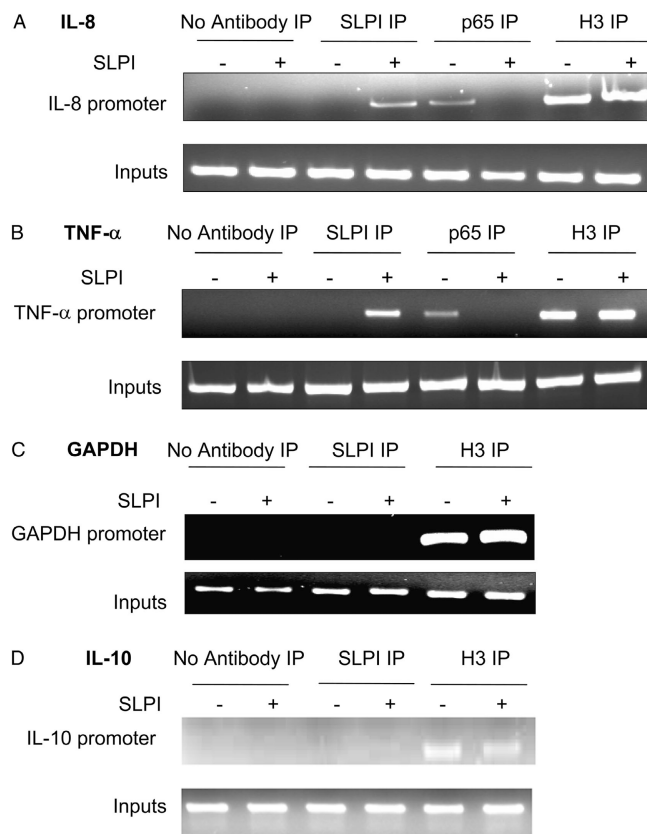 A IL-8 No Antibody IP SLPI IP p65 IP H3 IP
SLPI - + - + - + - +
IL-8 promoter
Inputs
B TNF-α No Antibody IP SLPI IP p65 IP H3 IP
SLPI - + - + - + - +
TNF-α promoter
Inputs
C GAPDH No Antibody IP SLPI IP H3 IP
SLPI - + - + - +
GAPDH promoter
Inputs
D IL-10 No Antibody IP SLPI IP H3 IP
SLPI - + - + - +
IL-10 promoter
Inputs